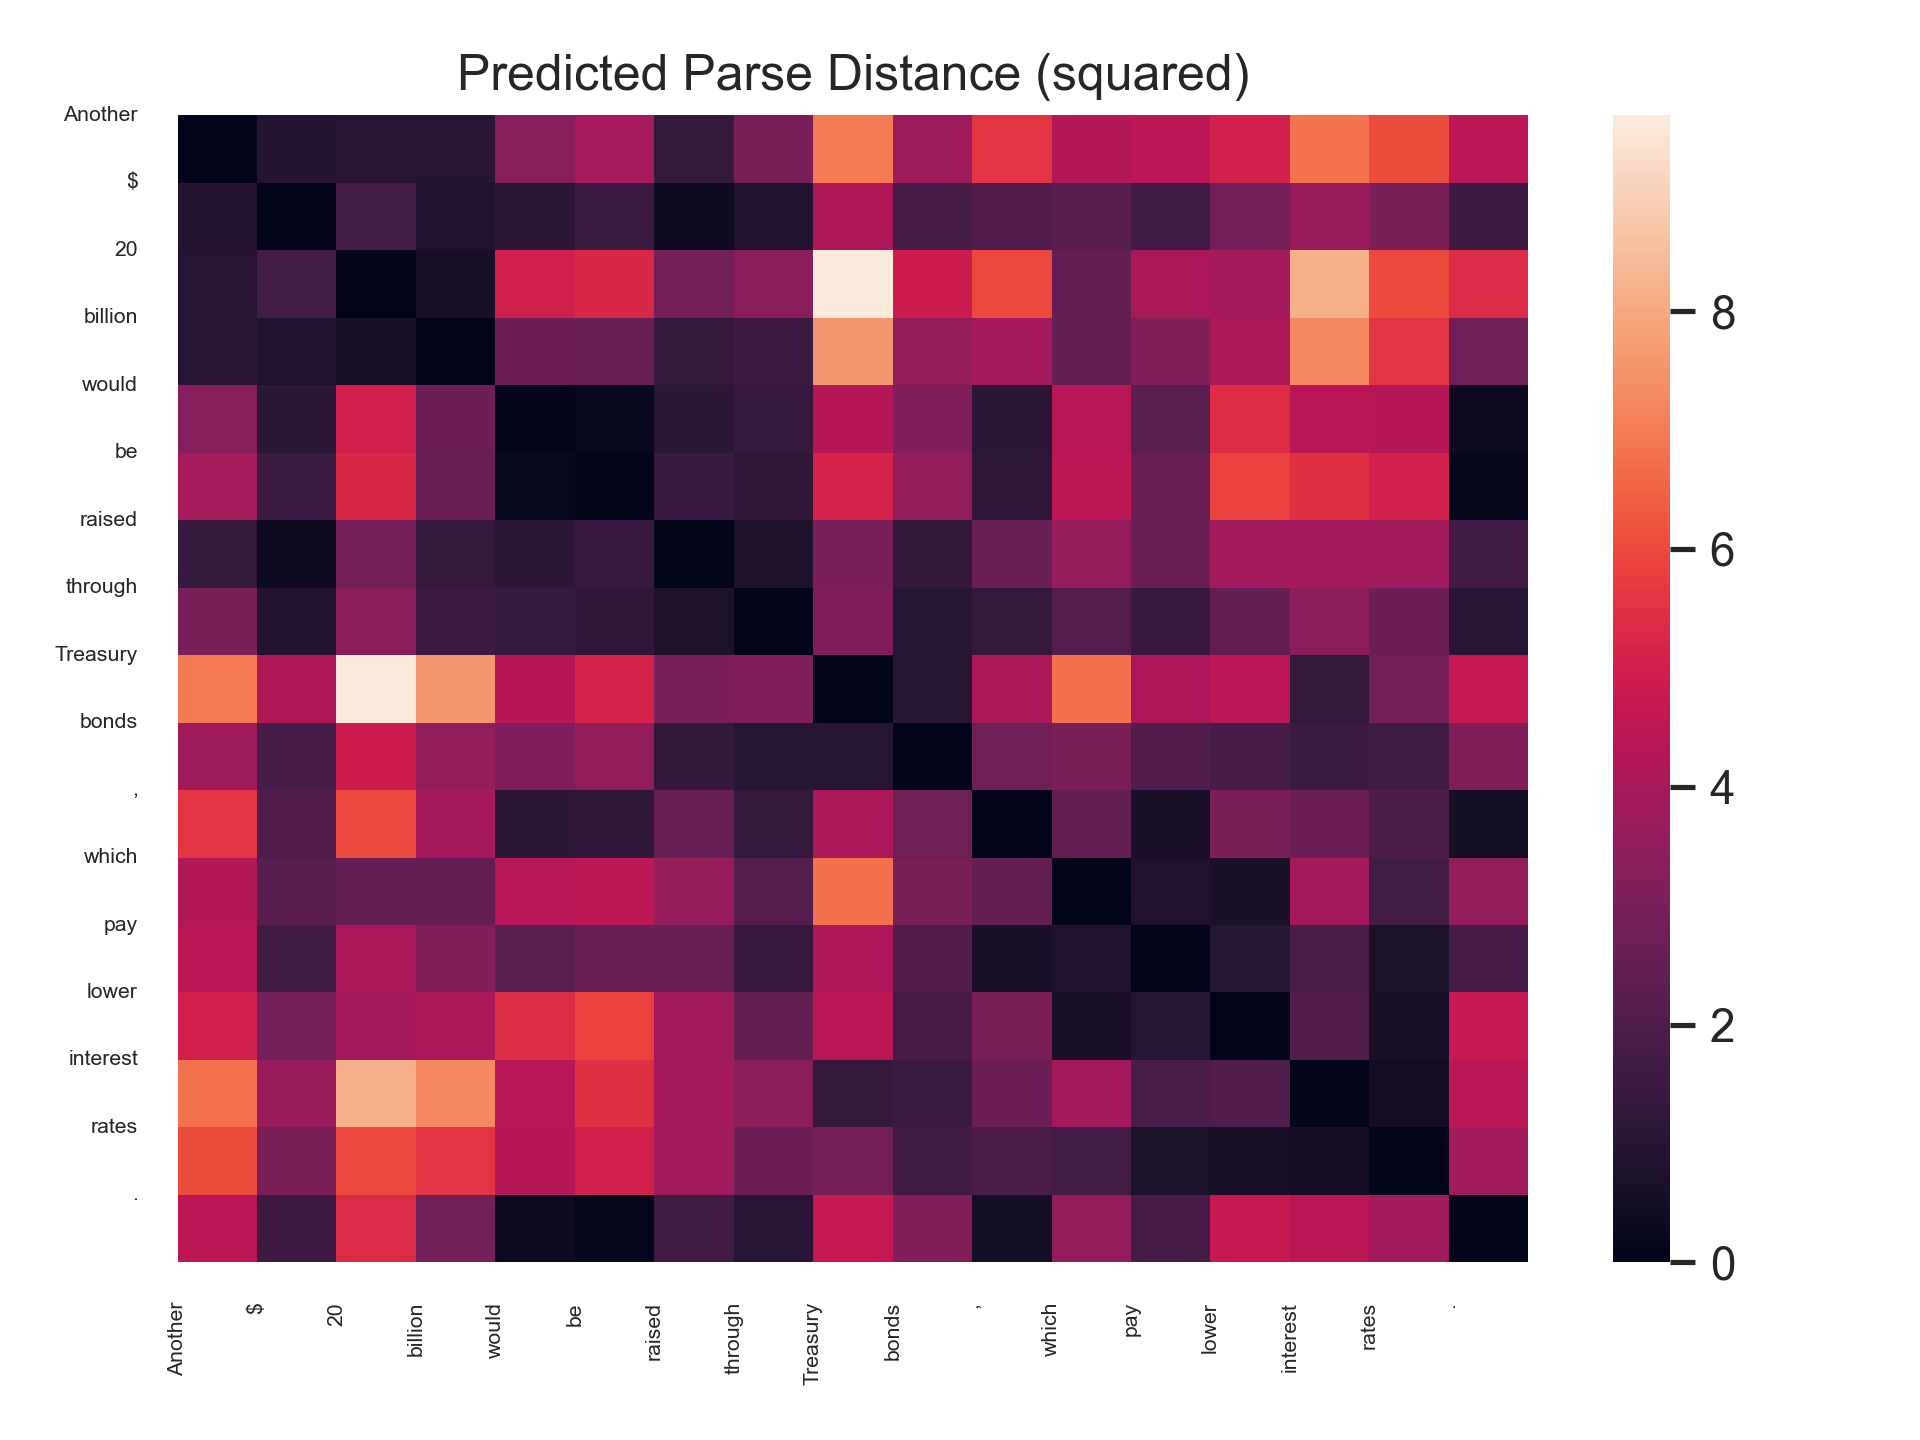 Predicted Parse Distance (squared)
Another
$
20
billion
would
be
raised
through
Treasury
bonds
,
which
pay
lower
interest
rates
.
8
6
4
2
0
Another
$
20
billion
would
be
raised
through
Treasury
bonds
,
which
pay
lower
interest
rates
.